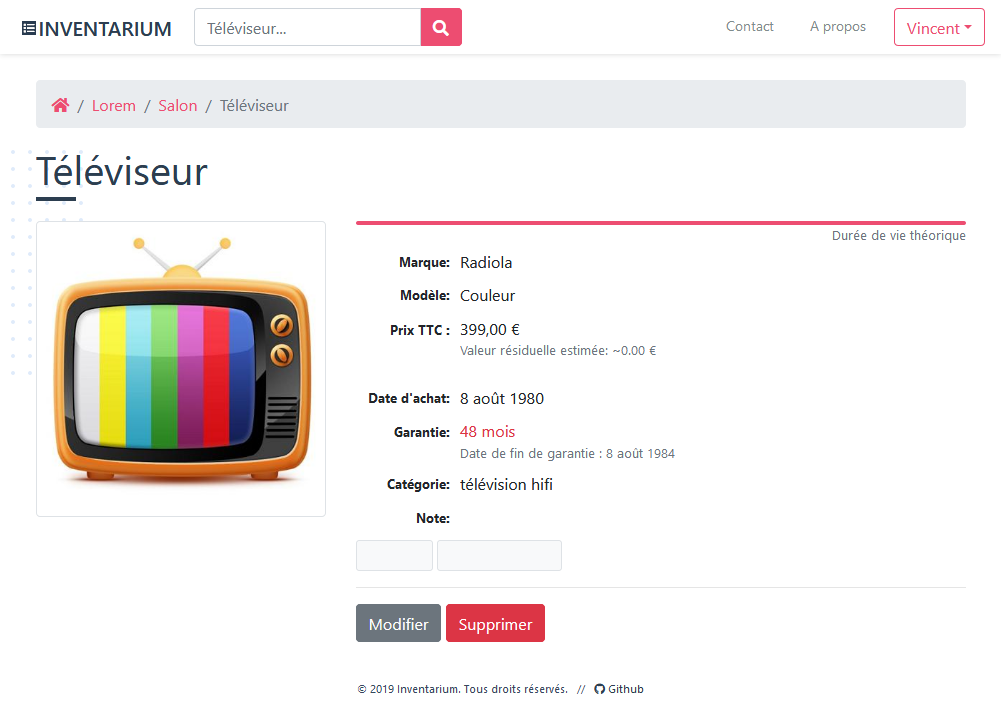 INVENTARIUM Téléviseur... Contact A propos Vincent
/ Lorem / Salon / Téléviseur
Téléviseur
Durée de vie théorique
Marque: Radiola
Modèle: Couleur
Prix TTC : 399,00 €
Valeur résiduelle estimée: ~0.00 €
Date d'achat: 8 août 1980
Garantie: 48 mois
Date de fin de garantie : 8 août 1984
Catégorie: télévision hifi
Note:
Modifier Supprimer
© 2019 Inventarium. Tous droits réservés. // Github